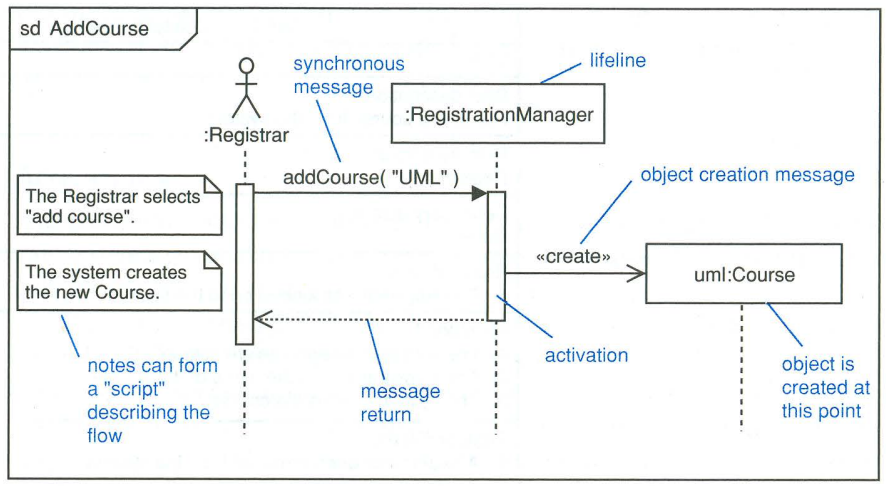 sd AddCourse
synchronous
message
lifeline
:Registrar
:RegistrationManager
The Registrar selects
"add course".
addCourse( "UML" )
object creation message
The system creates
the new Course.
«create»
uml:Course
notes can form
a "script"
describing the
flow
message
return
activation
object is
created at
this point